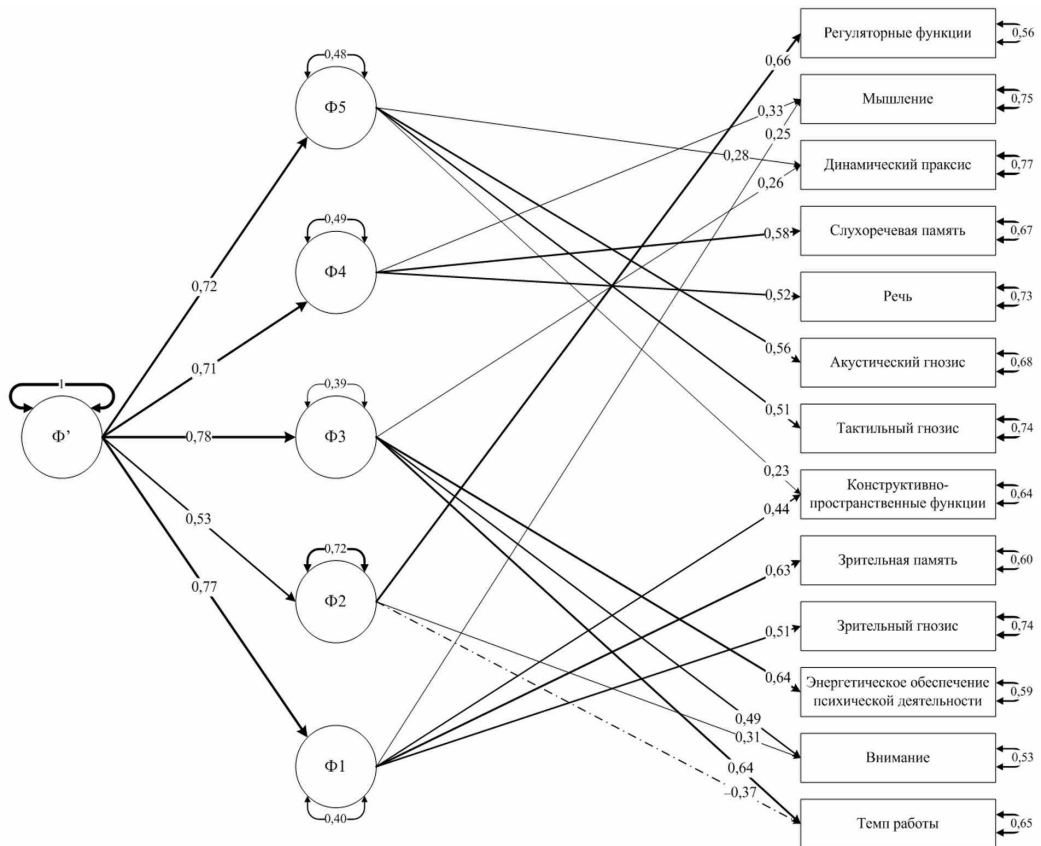 0,48
Ф5
0,49
Ф4
1
Ф’
0,39
Ф3
0,72
Ф2
Ф1
0,40
0,72
0,71
0,78
0,53
0,77
0,66
0,33
0,25
0,28
0,26
0,58
0,52
0,56
0,51
0,23
0,44
0,63
0,51
0,64
0,49
0,31
0,64
–0,37
Регуляторные функции
0,56
Мышление
0,75
Динамический праксис
0,77
Слухоречевая память
0,67
Речь
0,73
Акустический гнозис
0,68
Тактильный гнозис
0,74
Конструктивно-
пространственные функции
0,64
Зрительная память
0,60
Зрительный гнозис
0,74
Энергетическое обеспечение
психической деятельности
0,59
Внимание
0,53
Темп работы
0,65